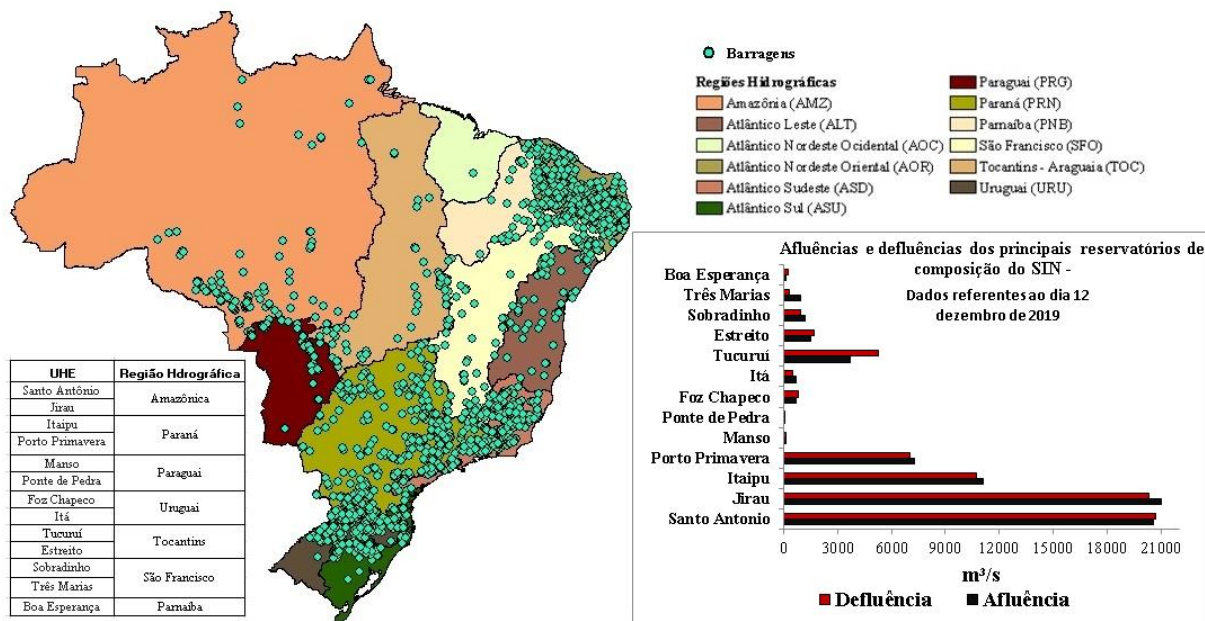 Barragens
Regiões Hidrográficas
Amazônia (AMZ)
Atlântico Leste (ALT)
Atlântico Nordeste Ocidental (AOC)
Atlântico Nordeste Oriental (AOR)
Atlântico Sudeste (ASD)
Atlântico Sul (ASU)
Paraguai (PRG)
Paraná (PRN)
Parnaíba (PNB)
São Francisco (SFO)
Tocantins - Araguaia (TOC)
Uruguai (URU)
UHE Região Hdrográfica
Santo Antônio
Jirau
Amazônica
Itaipu
Porto Primavera
Paraná
Manso
Ponte de Pedra
Paraguai
Foz Chapeco
Itá
Uruguai
Tucuruí
Estreito
Tocantins
Sobradinho
Três Marias
São Francisco
Boa Esperança Parnaíba
Afluências e defluências dos principais reservatórios de
composição do SIN -
Dados referentes ao dia 12
dezembro de 2019
Boa Esperança
Três Marias
Sobradinho
Estreito
Tucuruí
Itá
Foz Chapeco
Ponte de Pedra
Manso
Porto Primavera
Itaipu
Jirau
Santo Antonio
0 3000 6000 9000 12000 15000 18000 21000
m³/s
Defluência Afluência